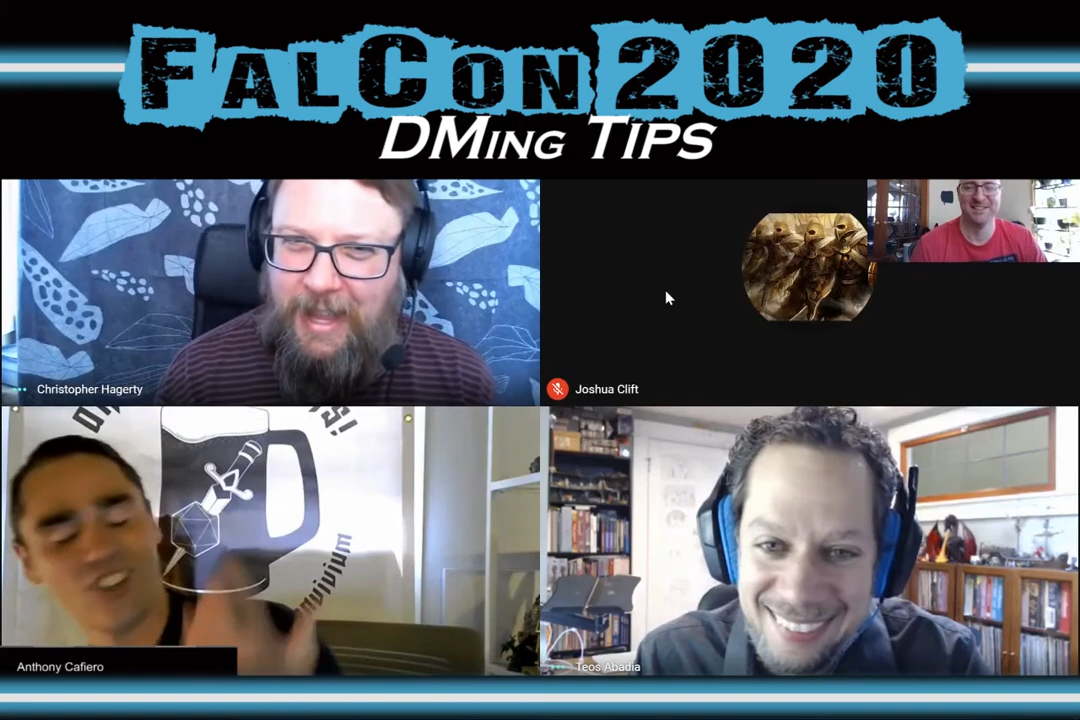 FALCON 2020
DMING TIPS
Christopher Hagerty
Joshua Clift
Anthony Cafiero
Teos Abadia